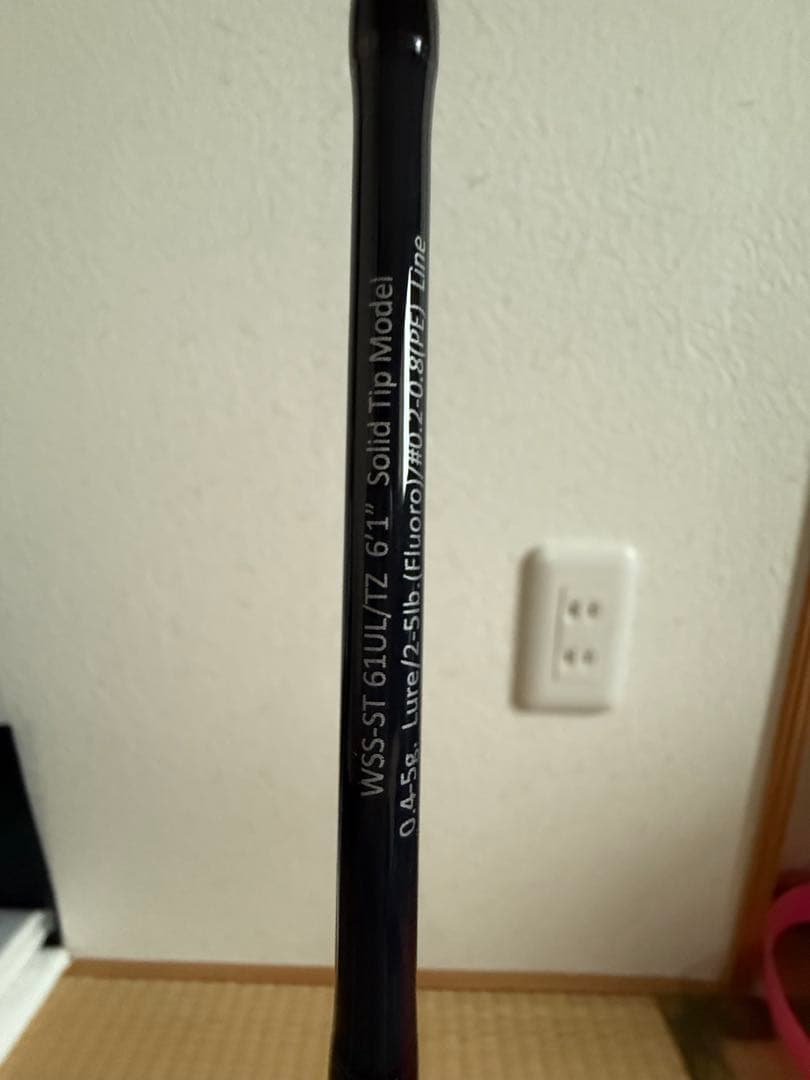 WSS-ST 61UL/TZ 6'1" Solid Tip Model
0.4-5g. Lure/2-5lb.(Fluoro)/#0.2-0.8(PE) Line